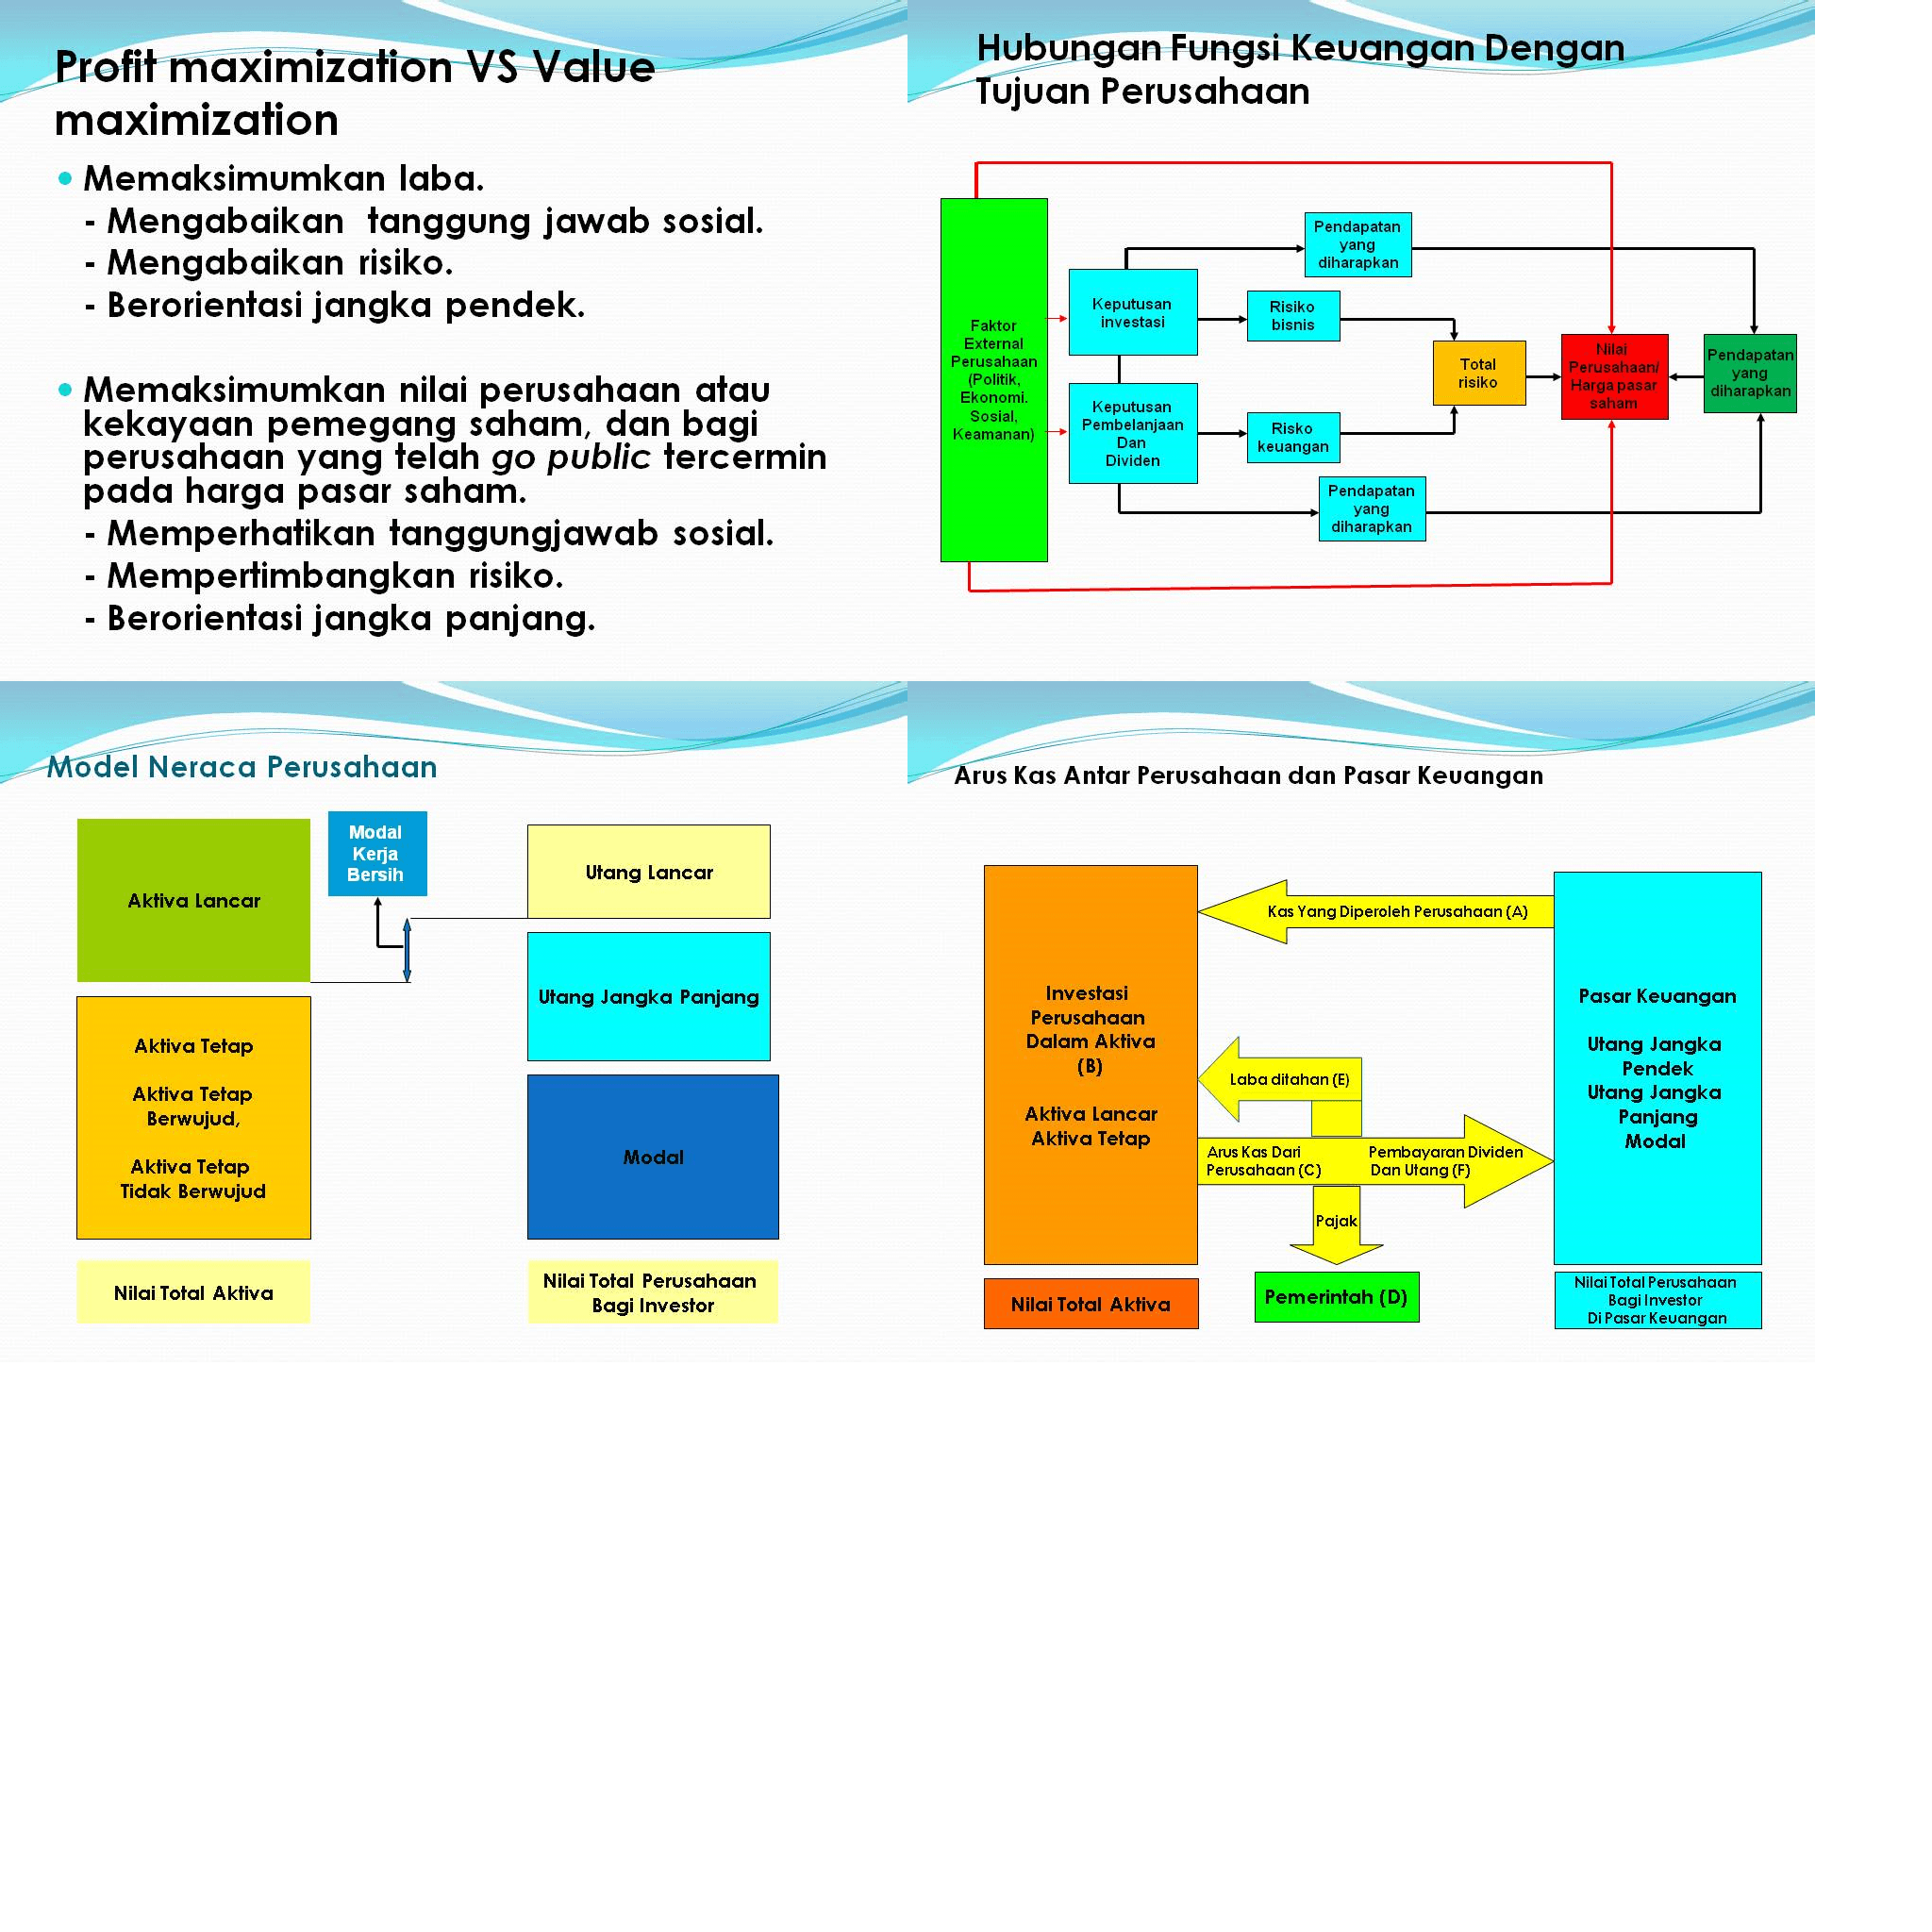 Profit maximization VS Value
maximization
• Memaksimumkan laba.
- Mengabaikan tanggung jawab sosial.
- Mengabaikan risiko.
- Berorientasi jangka pendek.
• Memaksimumkan nilai perusahaan atau
kekayaan pemegang saham, dan bagi
perusahaan yang telah go public tercermin
pada harga pasar saham.
- Memperhatikan tanggungjawab sosial.
- Mempertimbangkan risiko.
- Berorientasi jangka panjang.
Hubungan Fungsi Keuangan Dengan
Tujuan Perusahaan
Faktor
External
Perusahaan
(Politik,
Ekonomi.
Sosial,
Keamanan)
Keputusan
investasi
Keputusan
Pembelanjaan
Dan
Dividen
Pendapatan
yang
diharapkan
Risiko
bisnis
Risko
keuangan
Pendapatan
yang
diharapkan
Total
risiko
Nilai
Perusahaan/
Harga pasar
saham
Pendapatan
yang
diharapkan
Model Neraca Perusahaan
Aktiva Lancar
Modal
Kerja
Bersih
Utang Lancar
Utang Jangka Panjang
Aktiva Tetap
Aktiva Tetap
Berwujud,
Aktiva Tetap
Tidak Berwujud
Modal
Nilai Total Aktiva
Nilai Total Perusahaan
Bagi Investor
Arus Kas Antar Perusahaan dan Pasar Keuangan
Investasi
Perusahaan
Dalam Aktiva
(B)
Aktiva Lancar
Aktiva Tetap
Kas Yang Diperoleh Perusahaan (A)
Laba ditahan (E)
Arus Kas Dari
Perusahaan (C)
Pembayaran Dividen
Dan Utang (F)
Pajak
Pasar Keuangan
Utang Jangka
Pendek
Utang Jangka
Panjang
Modal
Nilai Total Aktiva
Pemerintah (D)
Nilai Total Perusahaan
Bagi Investor
Di Pasar Keuangan